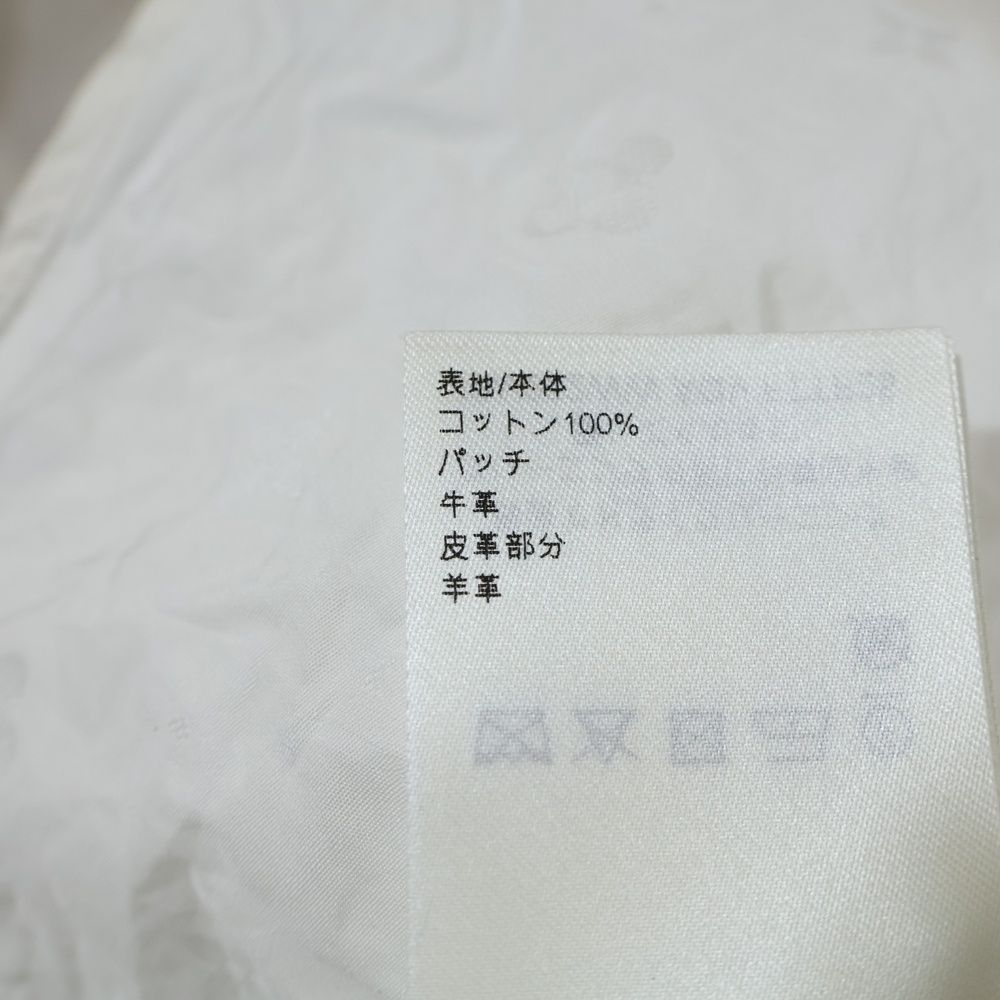 表地/本体
コットン100%
パッチ
牛革
皮革部分
羊革